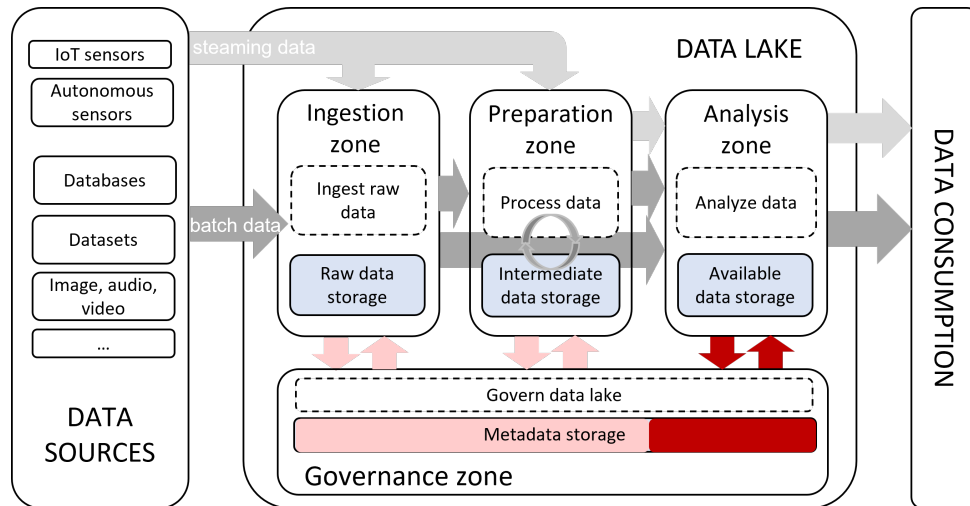 steaming data
DATA LAKE
IoT sensors
Autonomous
sensors
Databases
batch data
Datasets
Image, audio,
video
...
DATA
SOURCES
Ingestion
zone
Ingest raw
data
Raw data
storage
Preparation
zone
Process data
Intermediate
data storage
Analysis
zone
Analyze data
Available
data storage
Govern data lake
Metadata storage
Governance zone
DATA CONSUMPTION